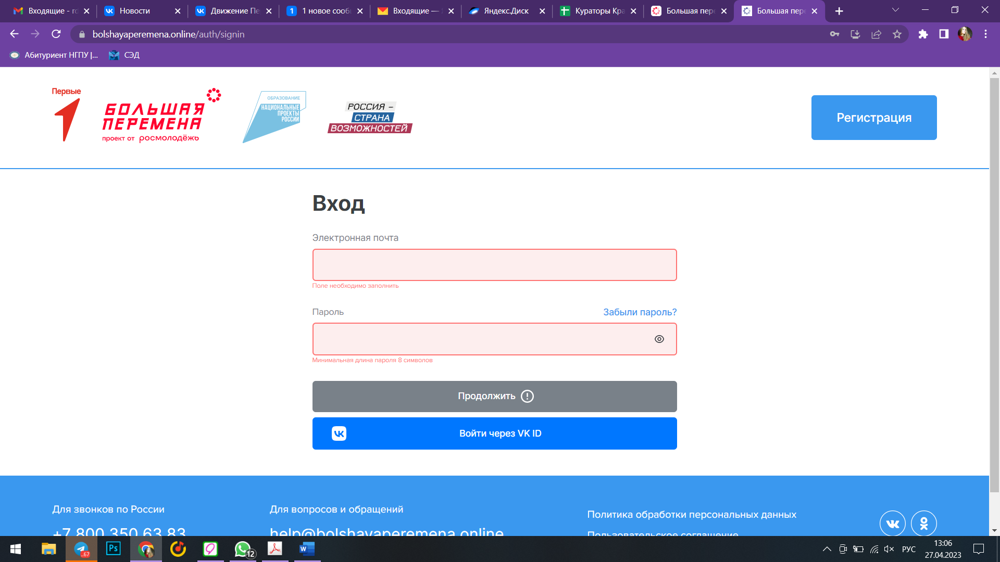 Входящие - ro
Новости
Движение Пе
1 новое сооб
Входящие —
Яндекс.Диск
Кураторы Кра
Большая пере
Большая пере
bolshayaperemena.online/auth/signin
Абитуриент НГПУ |...
СЭД
Первые
БОЛЬШАЯ
ПЕРЕМЕНА
проект от росмолодёжь
ОБРАЗОВАНИЕ
НАЦИОНАЛЬНЫЕ
ПРОЕКТЫ
РОССИИ
РОССИЯ –
СТРАНА
ВОЗМОЖНОСТЕЙ
Регистрация
Вход
Электронная почта
Поле необходимо заполнить
Пароль
Забыли пароль?
Минимальная длина пароля 8 символов
Продолжить
Войти через VK ID
Для звонков по России
Для вопросов и обращений
Политика обработки персональных данных
+7 800 350 63 83
help@bolshayaperemena.online
Пользовательское соглашение
..67
Ps
12
РУС
13:06
27.04.2023